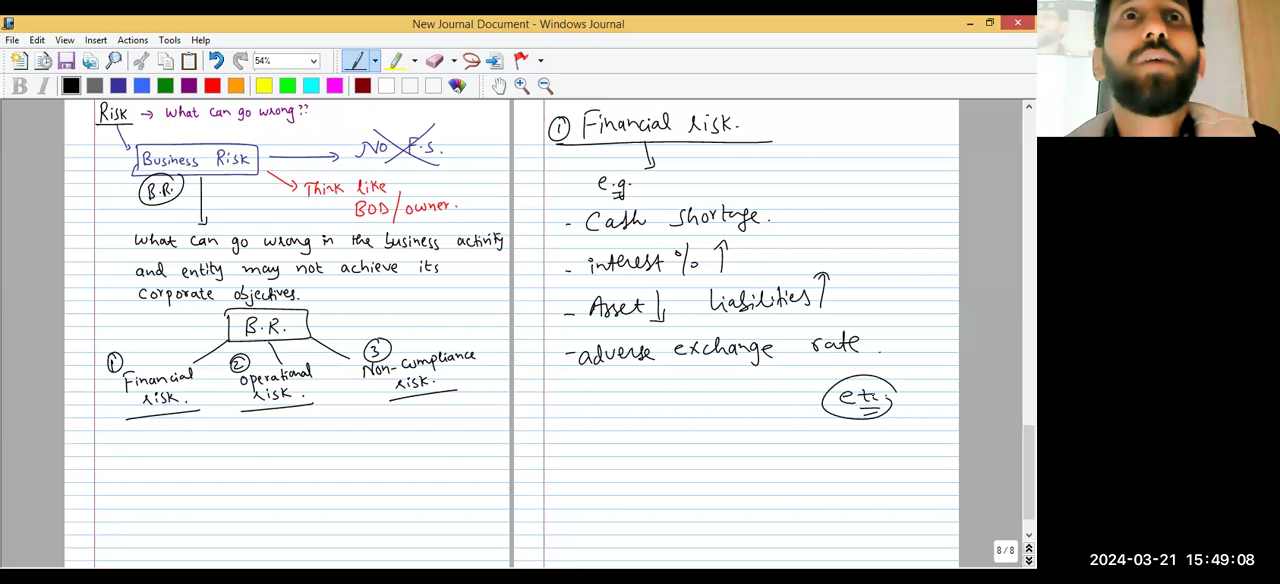 New Journal Document - Windows Journal
File Edit View Insert Actions Tools Help
54%
B I
Risk → What can go wrong??
Business Risk
No F.S.
B.R.
Think like
BOD/owner.
What can go wrong in the business activity
and entity may not achieve its
corporate objectives.
B.R.
① Financial risk.
② operational risk.
③ Non-compliance risk.
① Financial risk.
e.g.
- Cash shortage.
- interest % ↑
- Asset ↓ liabilities ↑
- adverse exchange rate.
etc.
8/8
2024-03-21 15:49:08